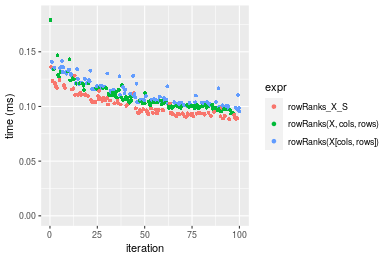 0.15
0.10
0.05
0.00
time (ms)
0
25
50
75
100
iteration
expr
rowRanks_X_S
rowRanks(X, cols, rows)
rowRanks(X[cols, rows])